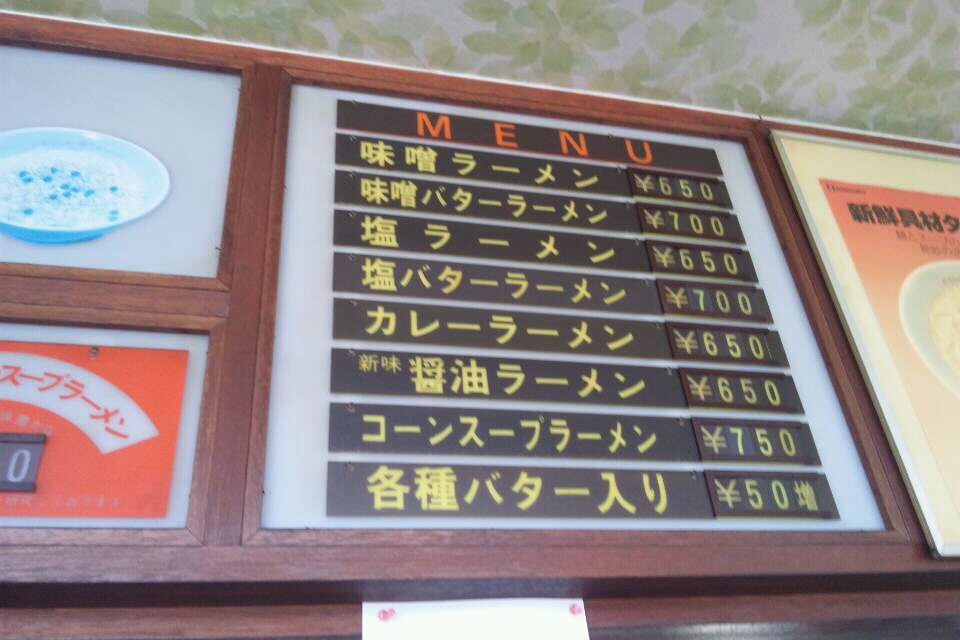 MENU
味噌ラーメン ¥650
味噌バターラーメン ¥700
塩ラーメン ¥650
塩バターラーメン ¥700
カレーラーメン ¥650
新味 醤油ラーメン ¥650
コーンスープラーメン ¥750
各種バター入り ¥50増
スープラーメン
0
新鮮具材タ